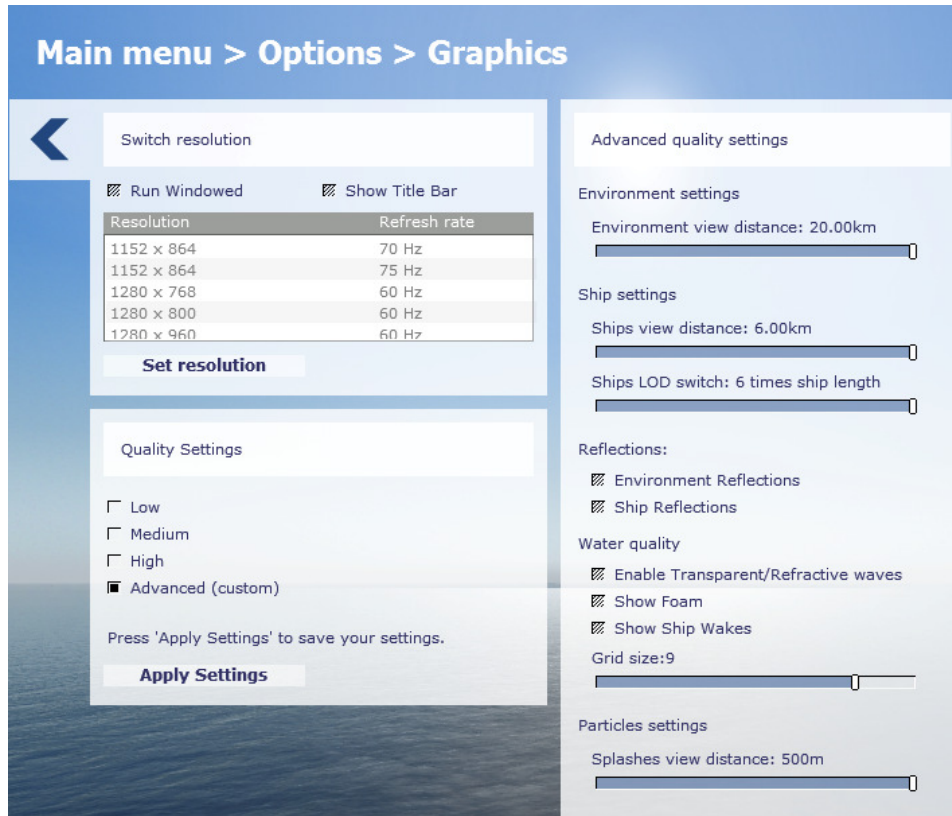 Main menu > Options > Graphics
Switch resolution
Run Windowed Show Title Bar
Resolution Refresh rate
1152 x 864 70 Hz
1152 x 864 75 Hz
1280 x 768 60 Hz
1280 x 800 60 Hz
1280 x 960 60 Hz
Set resolution
Quality Settings
Low
Medium
High
Advanced (custom)
Press 'Apply Settings' to save your settings.
Apply Settings
Advanced quality settings
Environment settings
Environment view distance: 20.00km
Ship settings
Ships view distance: 6.00km
Ships LOD switch: 6 times ship length
Reflections:
Environment Reflections
Ship Reflections
Water quality
Enable Transparent/Refractive waves
Show Foam
Show Ship Wakes
Grid size:9
Particles settings
Splashes view distance: 500m